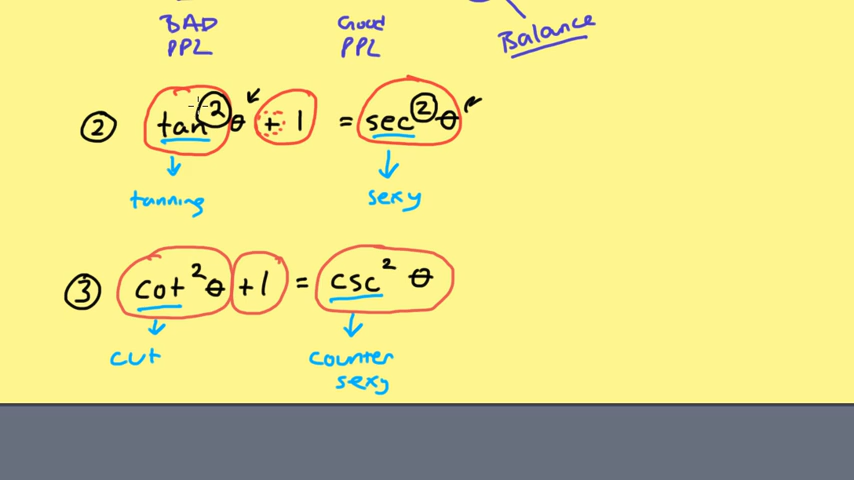 BAD PPL
Good PPL
Balance
② tan²θ + 1 = sec²θ
tanning
sexy
③ cot²θ + 1 = csc²θ
cut
counter sexy